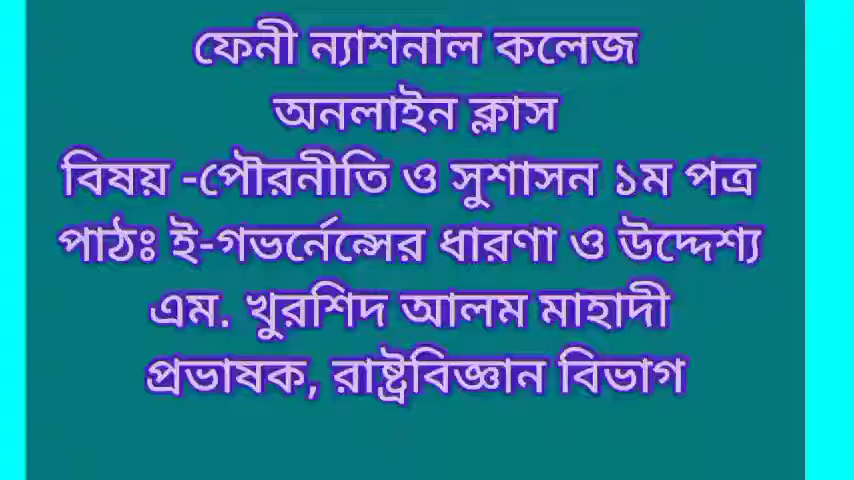 ফেনী ন্যাশনাল কলেজ
অনলাইন ক্লাস
বিষয় -পৌরনীতি ও সুশাসন ১ম পত্র
পাঠঃ ই-গভর্নেন্সের ধারণা ও উদ্দেশ্য
এম. খুরশিদ আলম মাহাদী
প্রভাষক, রাষ্ট্রবিজ্ঞান বিভাগ